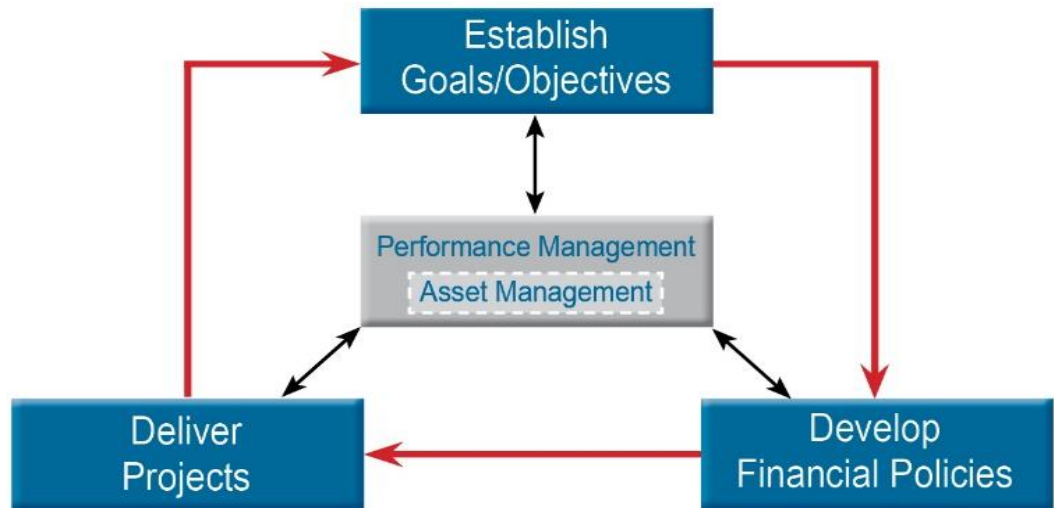 Establish
Goals/Objectives
Performance Management
Asset Management
Deliver
Projects
Develop
Financial Policies